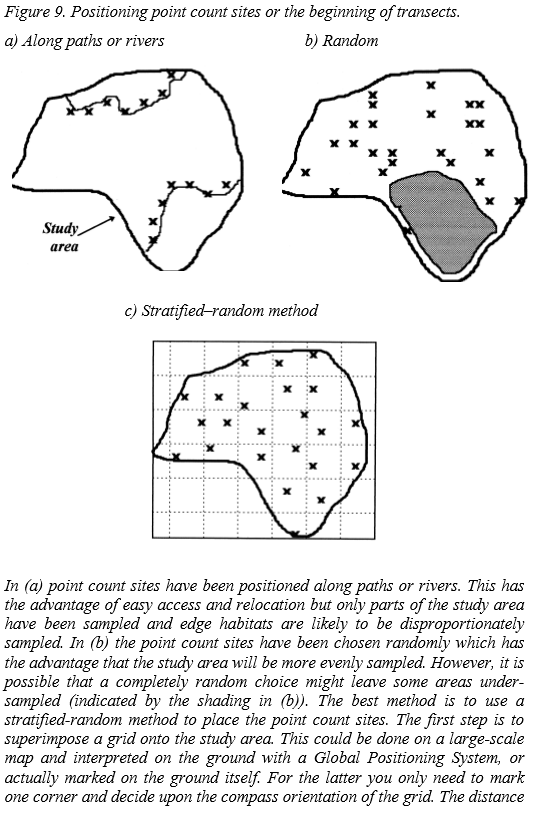 Figure 9. Positioning point count sites or the beginning of transects.
a) Along paths or rivers
b) Random
Study
area
c) Stratified–random method
In (a) point count sites have been positioned along paths or rivers. This has
the advantage of easy access and relocation but only parts of the study area
have been sampled and edge habitats are likely to be disproportionately
sampled. In (b) the point count sites have been chosen randomly which has
the advantage that the study area will be more evenly sampled. However, it is
possible that a completely random choice might leave some areas under-
sampled (indicated by the shading in (b)). The best method is to use a
stratified-random method to place the point count sites. The first step is to
superimpose a grid onto the study area. This could be done on a large-scale
map and interpreted on the ground with a Global Positioning System, or
actually marked on the ground itself. For the latter you only need to mark
one corner and decide upon the compass orientation of the grid. The distance